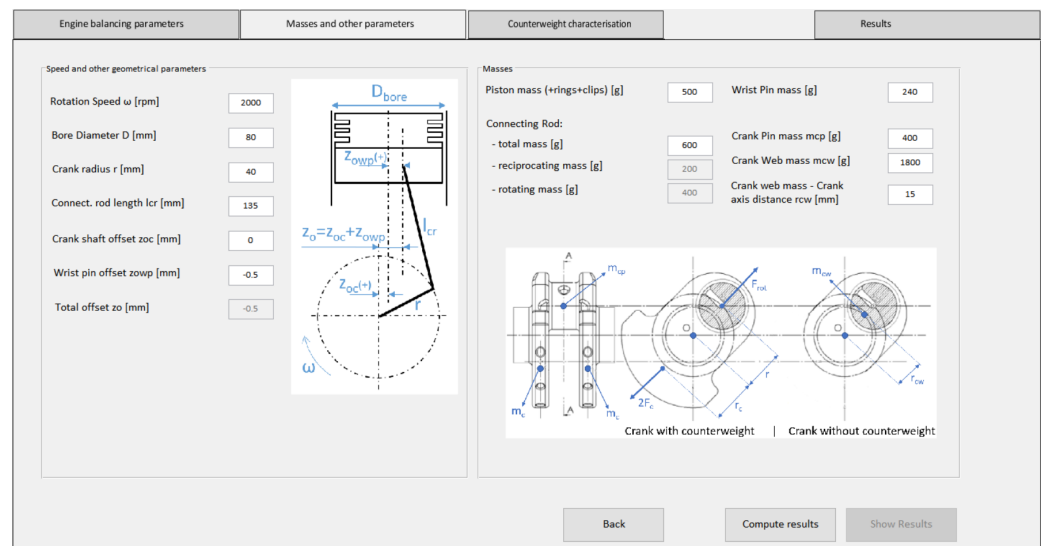 Engine balancing parameters
Masses and other parameters
Counterweight characterisation
Results
Speed and other geometrical parameters
Rotation Speed ω [rpm]
2000
Bore Diameter D [mm]
80
Crank radius r [mm]
40
Connect. rod length lcr [mm]
135
Crank shaft offset zoc [mm]
0
Wrist pin offset zowp [mm]
-0.5
Total offset zo [mm]
-0.5
Dbore
zowp(+)
zo=zoc+zowp
lcr
zoc(+)
r
ω
Masses
Piston mass (+rings+clips) [g]
500
Wrist Pin mass [g]
240
Connecting Rod:
- total mass [g]
600
- reciprocating mass [g]
200
- rotating mass [g]
400
Crank Pin mass mcp [g]
400
Crank Web mass mcw [g]
1800
Crank web mass - Crank
axis distance rcw [mm]
15
A
mcp
Frot
mcw
r
rcw
rc
2Fc
mc
A
mc
Crank with counterweight | Crank without counterweight
Back
Compute results
Show Results